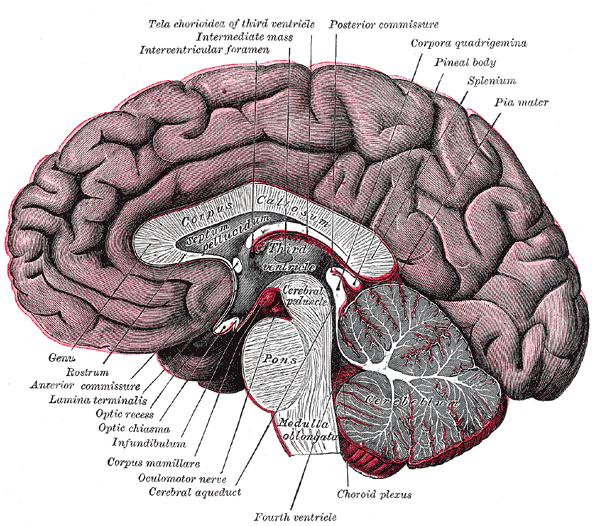 Tela chorioidea of third ventricle
Posterior commissure
Intermediate mass
Interventricular foramen
Corpora quadrigemina
Pineal body
Splenium
Pia mater
Corpus Callosum
Septum
pellucidum
Third
ventricle
Cerebral
peduncle
Pons
Cerebellum
Medulla
oblongata
Genu
Rostrum
Anterior commissure
Lamina terminalis
Optic recess
Optic chiasma
Infundibulum
Corpus mamillare
Oculomotor nerve
Cerebral aqueduct
Choroid plexus
Fourth ventricle